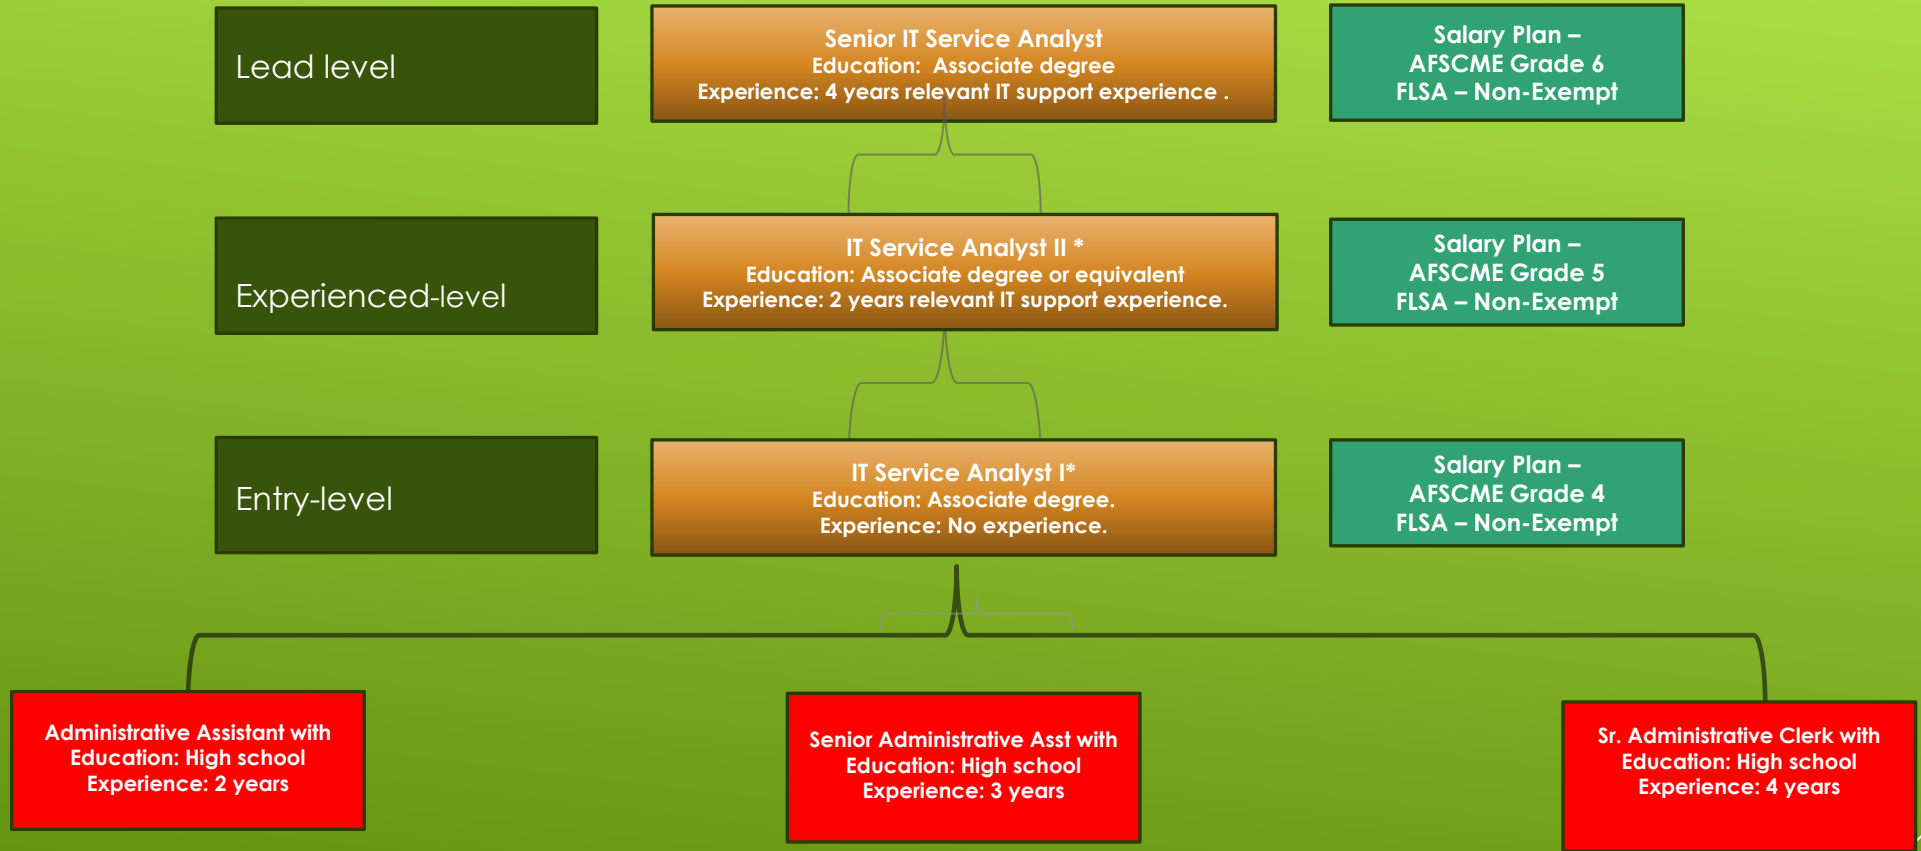 Lead level
Senior IT Service Analyst
Education:  Associate degree
Experience: 4 years relevant IT support experience .
Salary Plan –
AFSCME Grade 6
FLSA – Non-Exempt
Experienced-level
IT Service Analyst II *
Education: Associate degree or equivalent
Experience: 2 years relevant IT support experience.
Salary Plan –
AFSCME Grade 5
FLSA – Non-Exempt
Entry-level
IT Service Analyst I*
Education: Associate degree.
Experience: No experience.
Salary Plan –
AFSCME Grade 4
FLSA – Non-Exempt
Administrative Assistant with
Education: High school
Experience: 2 years
Senior Administrative Asst with
Education: High school
Experience: 3 years
Sr. Administrative Clerk with
Education: High school
Experience: 4 years